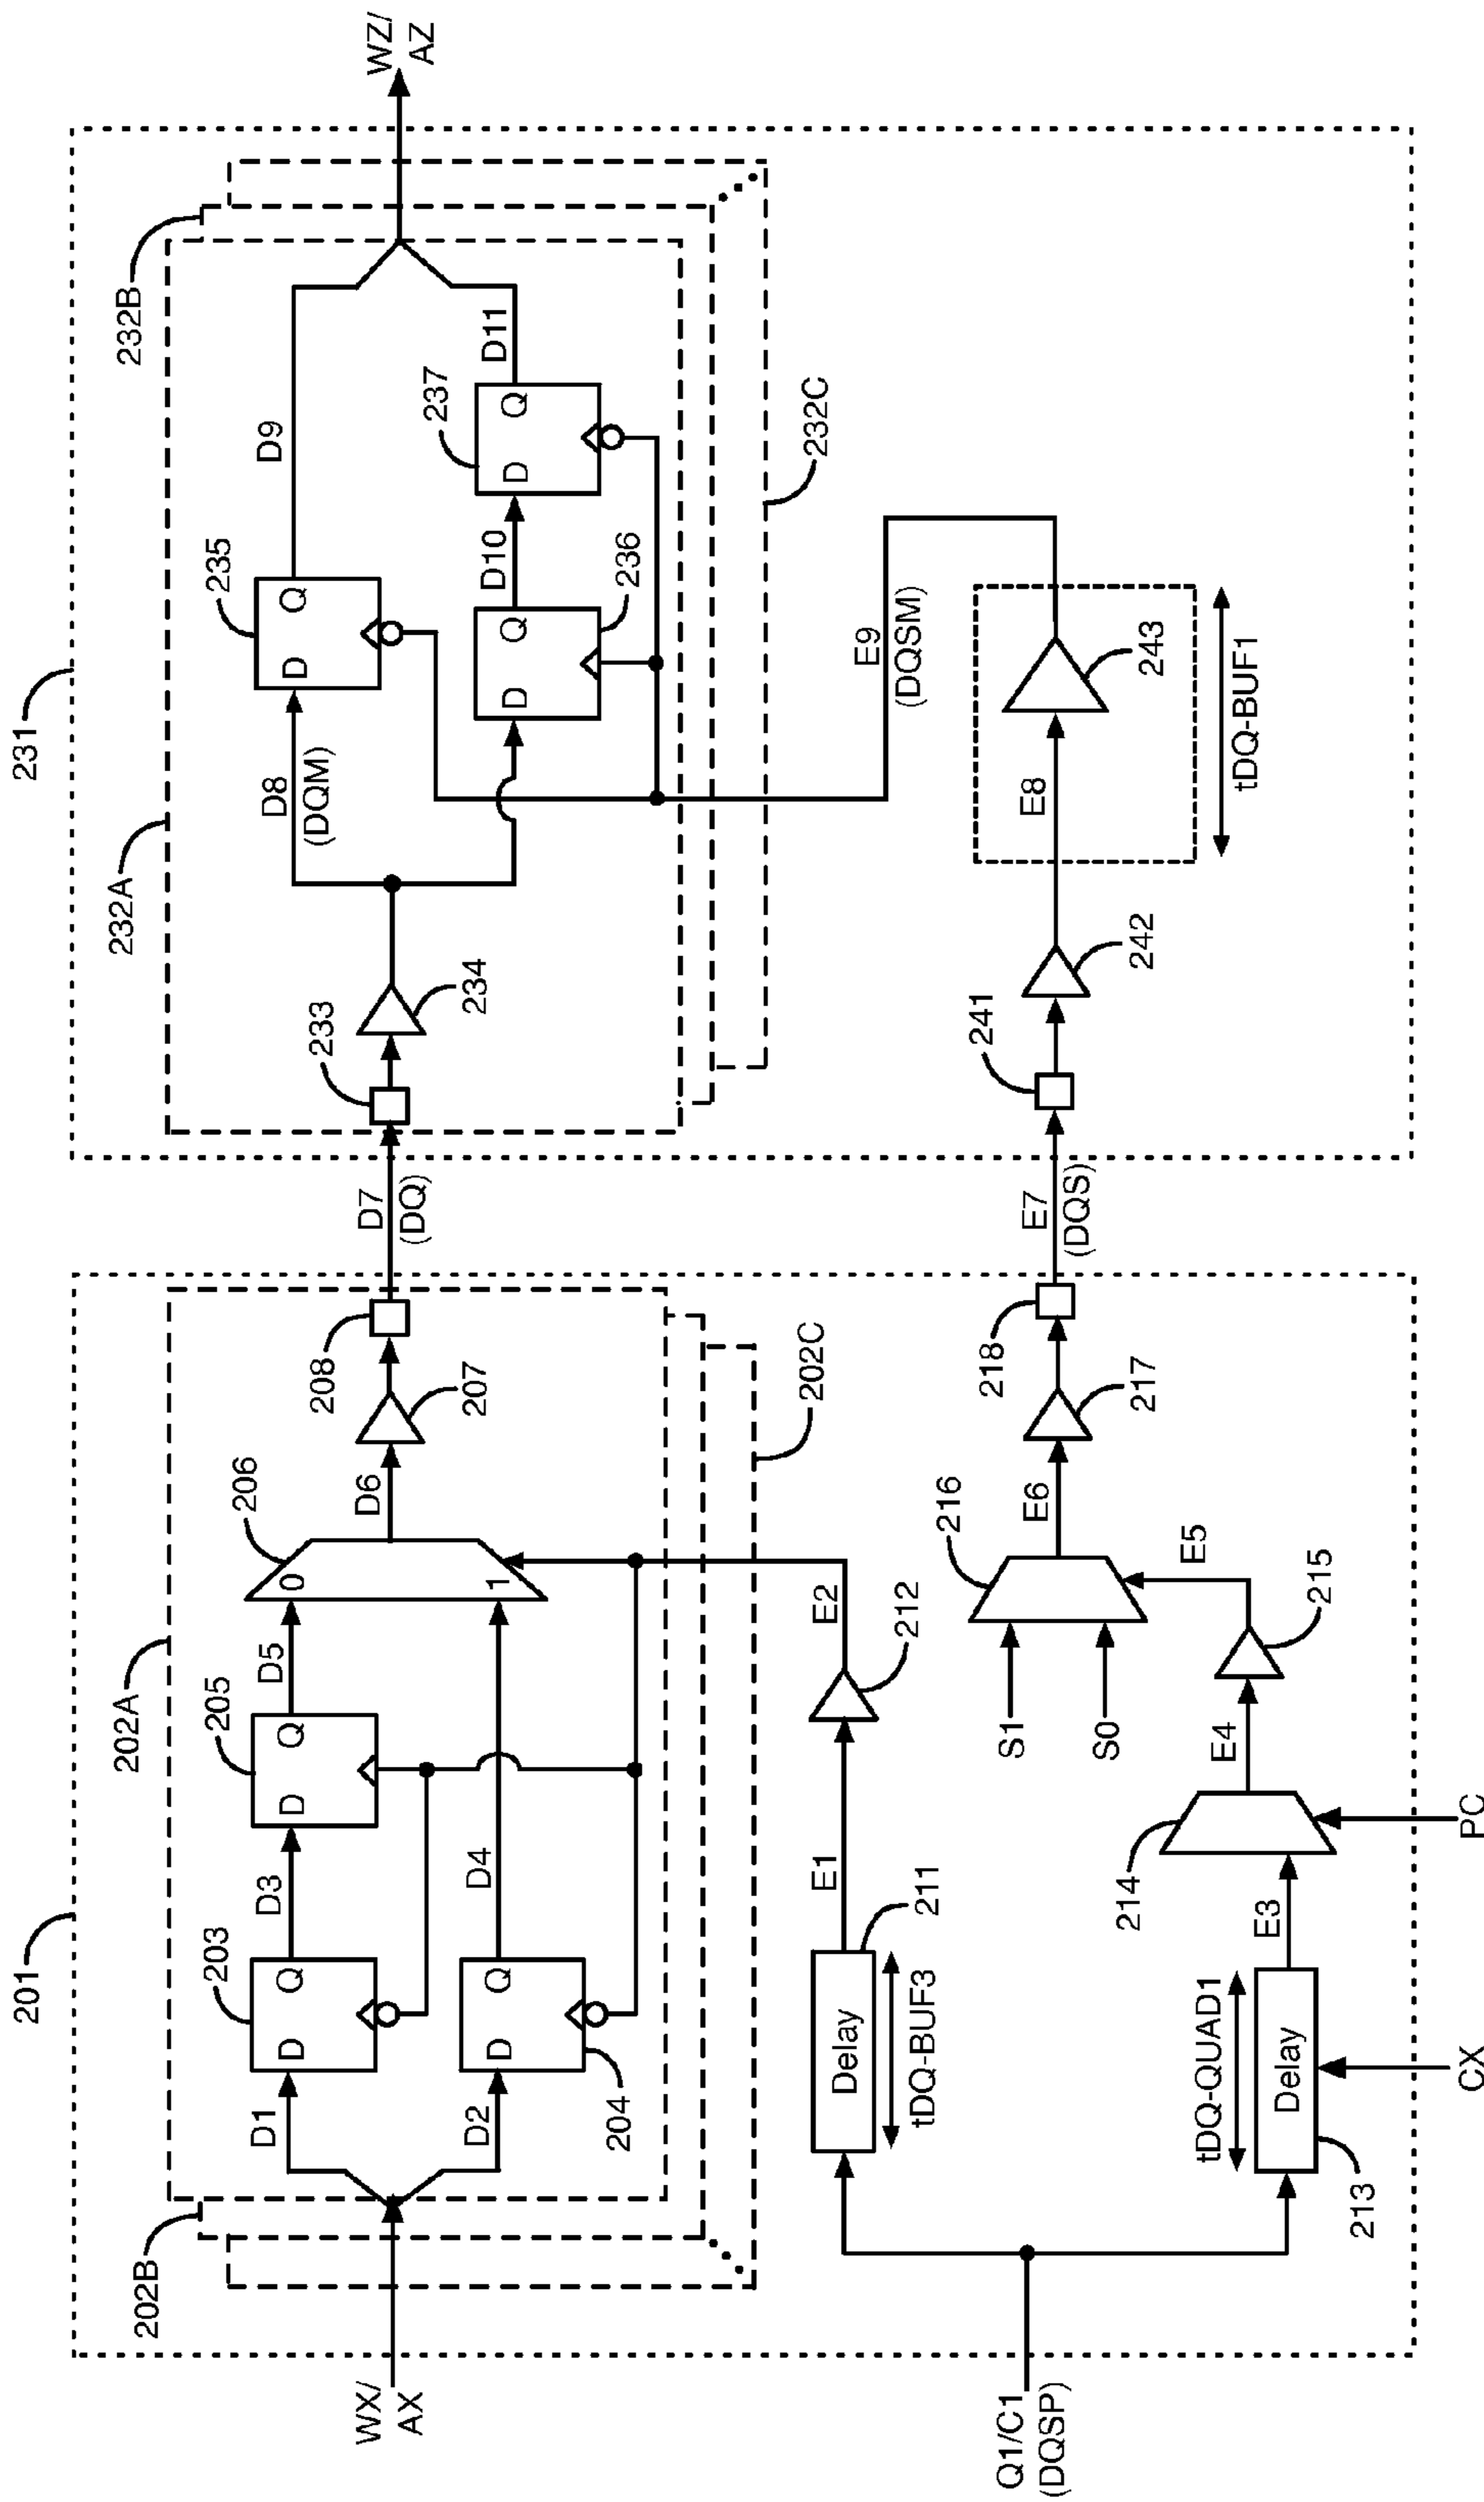 201
202B
202A
WX/
AX
D1
D2
203
D
Q
204
D
Q
D3
D4
205
D
Q
D5
206
0
1
D6
207
208
202C
D7
(DQ)
Q1/C1
(DQSP)
Delay
tDQ-BUF3
211
E1
212
E2
Delay
tDQ-QUAD1
213
CX
E3
214
PC
E4
215
E5
S1
S0
216
E6
217
218
E7
(DQS)
231
232A
232B
232C
233
234
D8
(DQM)
235
D
Q
D9
236
D
Q
D10
237
D
Q
D11
WZ/
AZ
241
242
E8
243
tDQ-BUF1
E9
(DQSM)